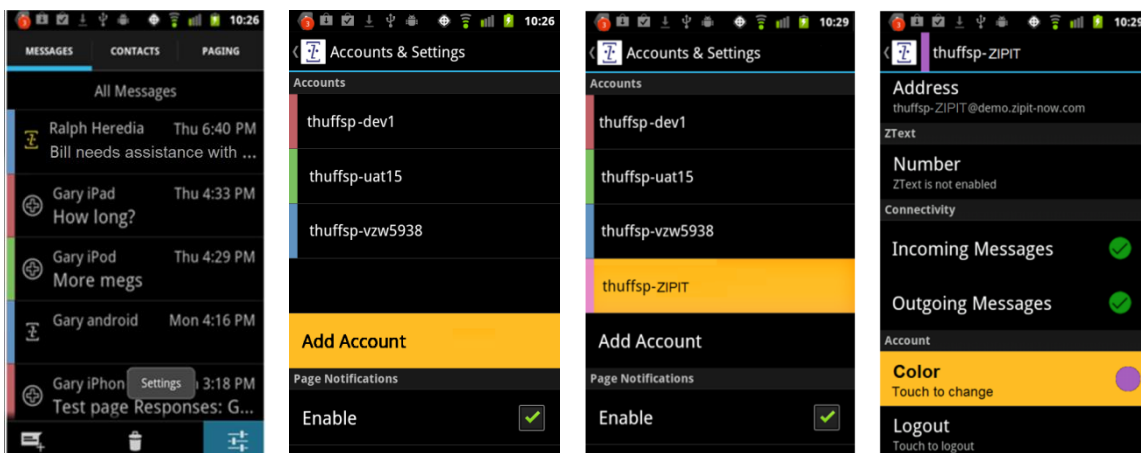 10:26
MESSAGES CONTACTS PAGING
All Messages
Ralph Heredia Thu 6:40 PM
Bill needs assistance with ...
Gary iPad Thu 4:33 PM
How long?
Gary iPod Thu 4:29 PM
More megs
Gary android Mon 4:16 PM
Gary iPhon 3:18 PM
Settings
Test page Responses: G...
10:26
Accounts & Settings
Accounts
thuffsp-dev1
thuffsp-uat15
thuffsp-vzw5938
Add Account
Page Notifications
Enable
10:29
Accounts & Settings
Accounts
thuffsp-dev1
thuffsp-uat15
thuffsp-vzw5938
thuffsp-ZIPIT
Add Account
Page Notifications
Enable
10:29
thuffsp-ZIPIT
Address
thuffsp-ZIPIT@demo.zipit-now.com
ZText
Number
ZText is not enabled
Connectivity
Incoming Messages
Outgoing Messages
Account
Color
Touch to change
Logout
Touch to logout